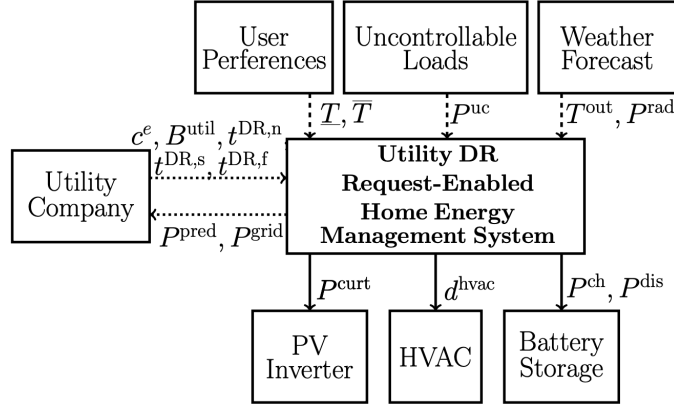 User
Perferences
Uncontrollable
Loads
Weather
Forecast
T̲, T̅
P^uc
T^out, P^rad
c^e, B^util, t^DR,n,
t^DR,s, t^DR,f
Utility
Company
P^pred, P^grid
Utility DR
Request-Enabled
Home Energy
Management System
P^curt
d^hvac
P^ch, P^dis
PV
Inverter
HVAC
Battery
Storage